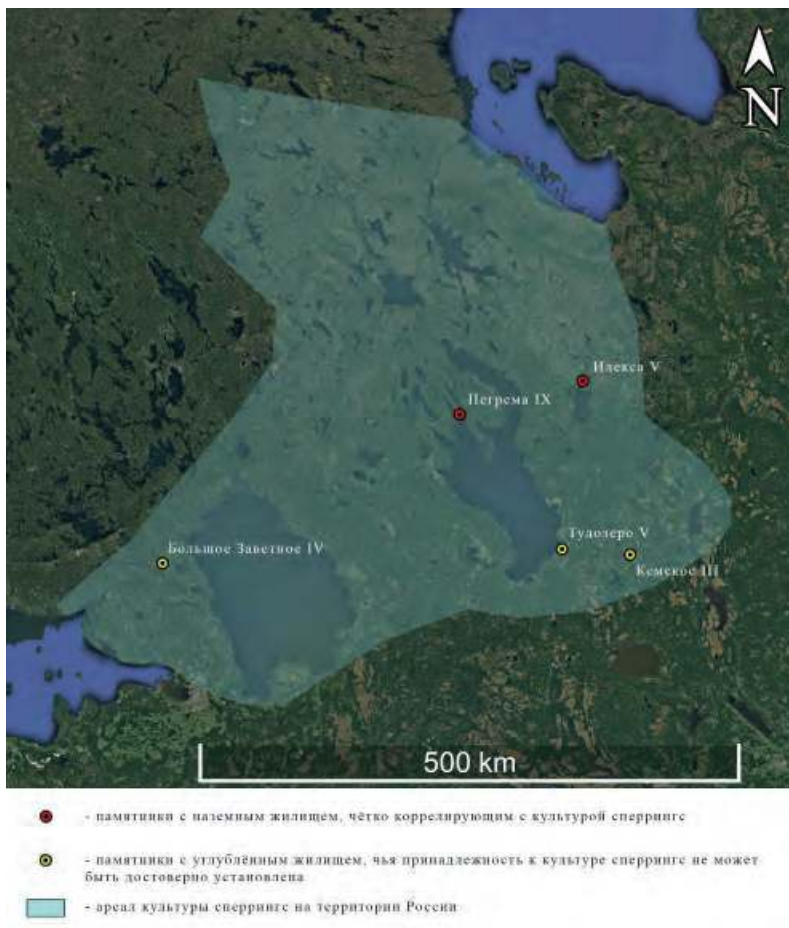 N
Илекса V
Пегрема IX
Тудозеро V
Большое Заветное IV
Кемское III
500 km
- памятники с наземным жилищем, чётко коррелирующим с культурой сперрингс
- памятники с углублённым жилищем, чья принадлежность к культуре сперрингс не может
быть достоверно установлена
- ареал культуры сперрингс на территории России